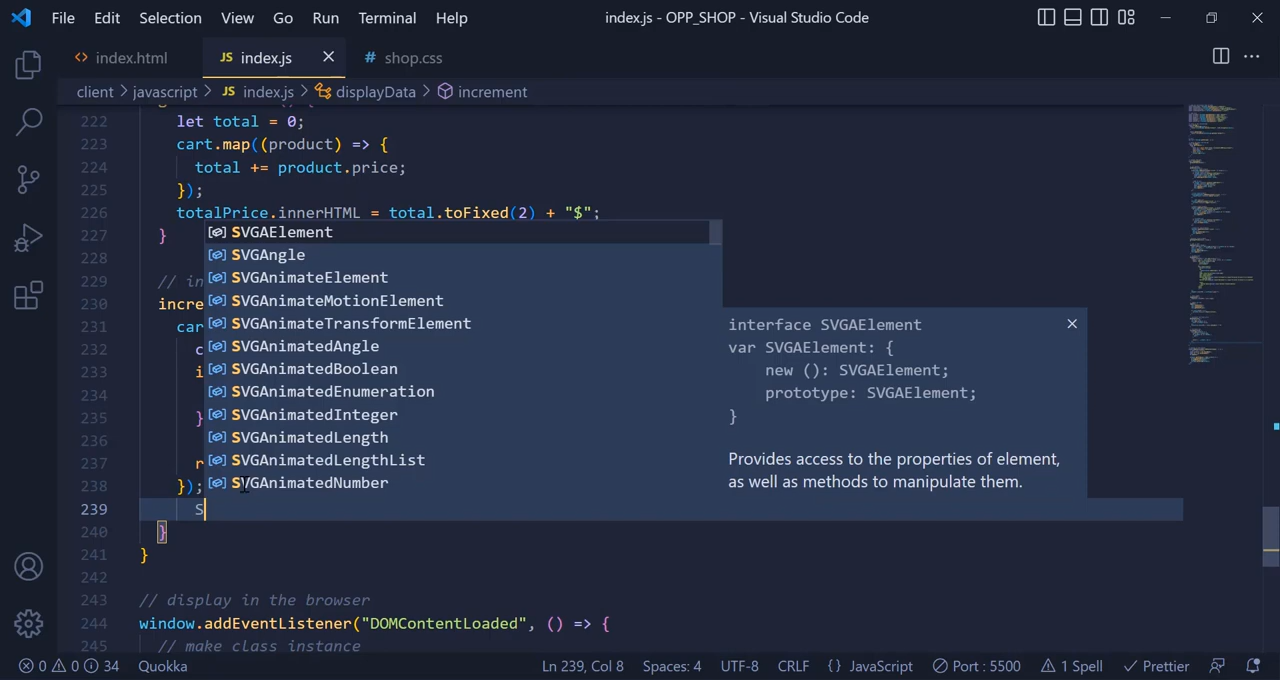 File Edit Selection View Go Run Terminal Help index.js - OPP_SHOP - Visual Studio Code
<> index.html JS index.js # shop.css
client > javascript > JS index.js > displayData > increment
222 let total = 0;
223 cart.map((product) => {
224 total += product.price;
225 });
226 totalPrice.innerHTML = total.toFixed(2) + "$";
227 }
228
229 // in
230 incre
231 car
232 c
233 i
234
235 }
236
237 r
238 });
239 S
240 }
241 }
242
243 // display in the browser
244 window.addEventListener("DOMContentLoaded", () => {
245 // make class instance
SVGAElement
SVGAngle
SVGAnimateElement
SVGAnimateMotionElement
SVGAnimateTransformElement
SVGAnimatedAngle
SVGAnimatedBoolean
SVGAnimatedEnumeration
SVGAnimatedInteger
SVGAnimatedLength
SVGAnimatedLengthList
SVGAnimatedNumber
interface SVGAElement
var SVGAElement: {
new (): SVGAElement;
prototype: SVGAElement;
}
Provides access to the properties of element,
as well as methods to manipulate them.
0 0 34 Quokka Ln 239, Col 8 Spaces: 4 UTF-8 CRLF {} JavaScript Port : 5500 1 Spell Prettier